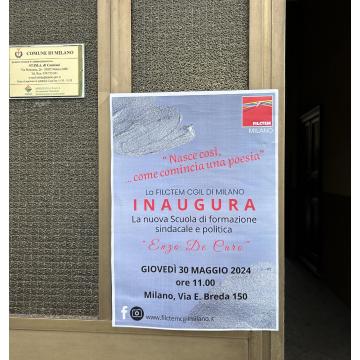 COMUNE DI MILANO
FILCTEM
MILANO
“Nasce così,
...come comincia una poesia”
La FILCTEM CGIL DI MILANO
INAUGURA
La nuova Scuola di formazione
sindacale e politica
“Enzo De Caro”
GIOVEDÌ 30 MAGGIO 2024
ore 11.00
Milano, Via E. Breda 150
www.filctemcgilmilano.it